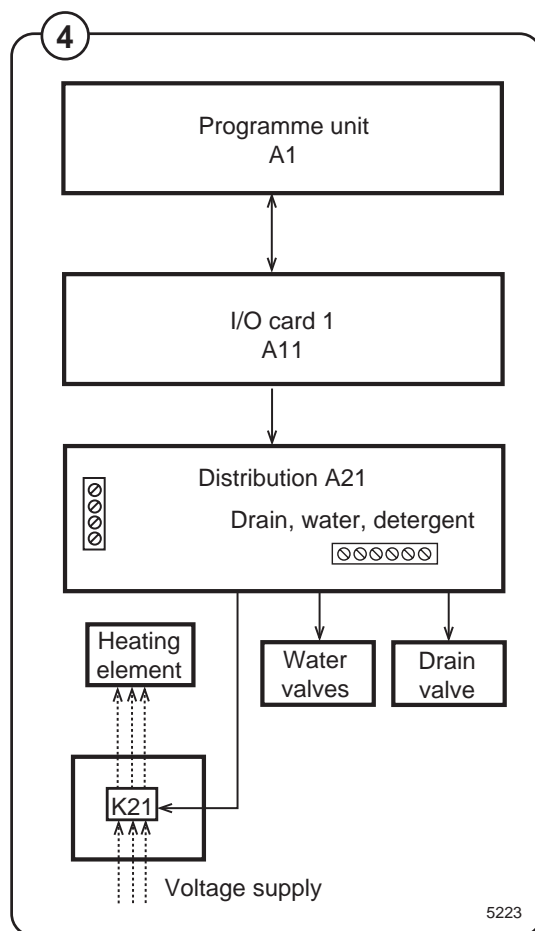 4
Programme unit
A1
I/O card 1
A11
Distribution A21
Drain, water, detergent
Heating
element
Water
valves
Drain
valve
K21
Voltage supply
5223